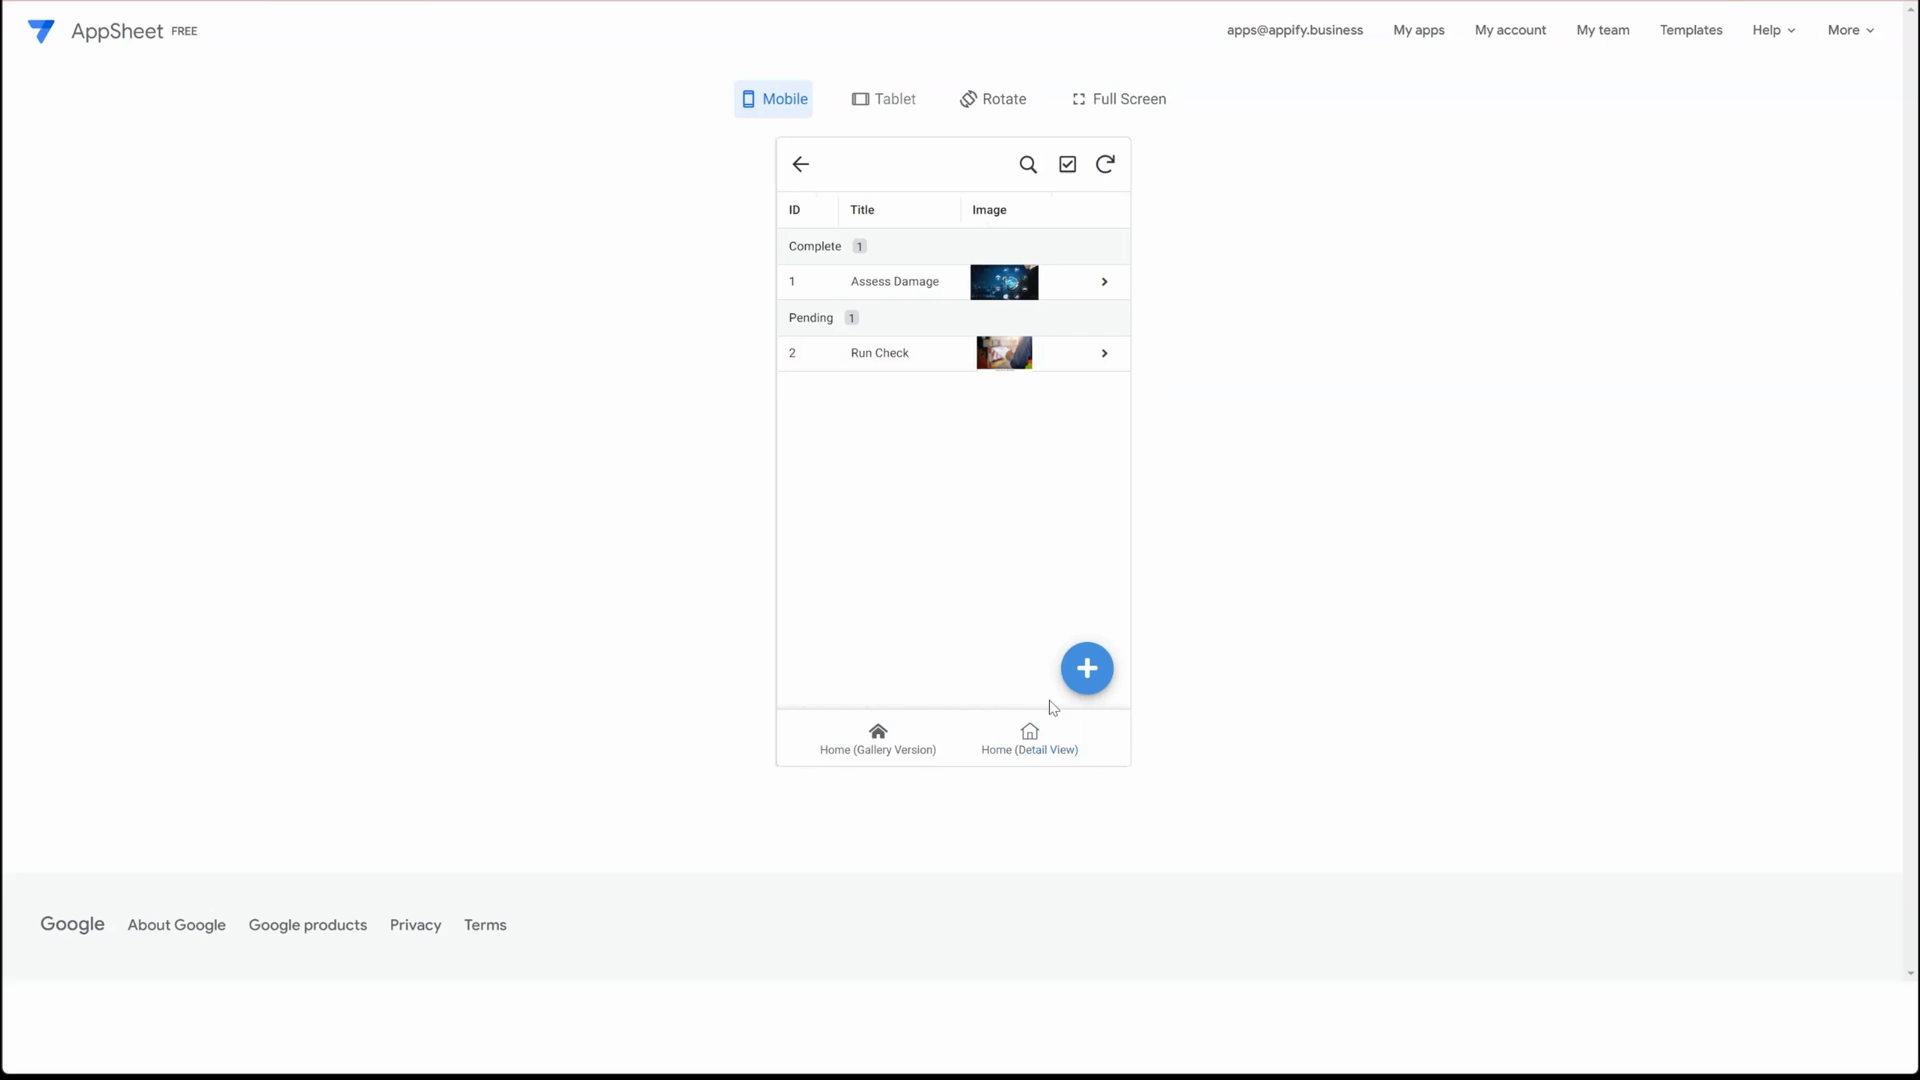 AppSheet FREE
apps@appify.business My apps My account My team Templates Help More
Mobile Tablet Rotate Full Screen
ID Title Image
Complete 1
1 Assess Damage
Pending 1
2 Run Check
Home (Gallery Version) Home (Detail View)
Google About Google Google products Privacy Terms